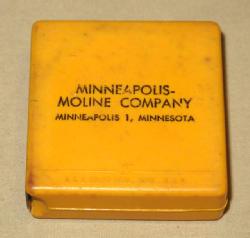 MINNEAPOLIS-
MOLINE COMPANY
MINNEAPOLIS 1, MINNESOTA